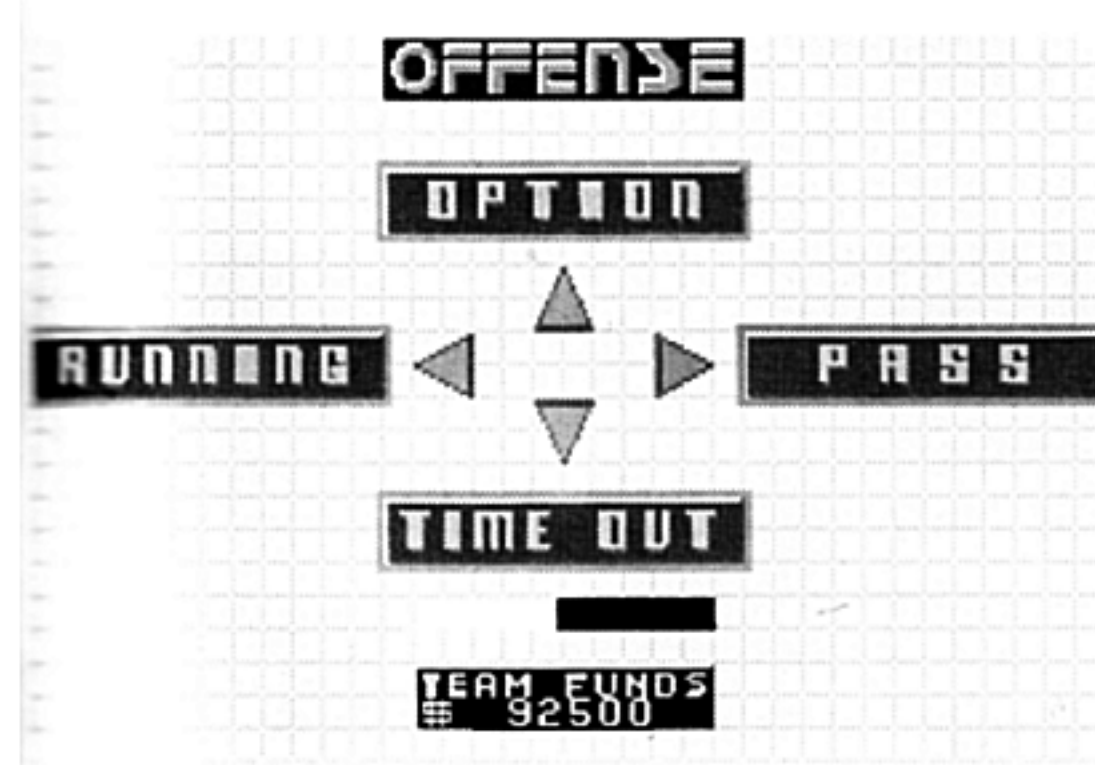 OFFENSE
OPTION
RUNNING
PASS
TIME OUT
TEAM FUNDS
$ 92500